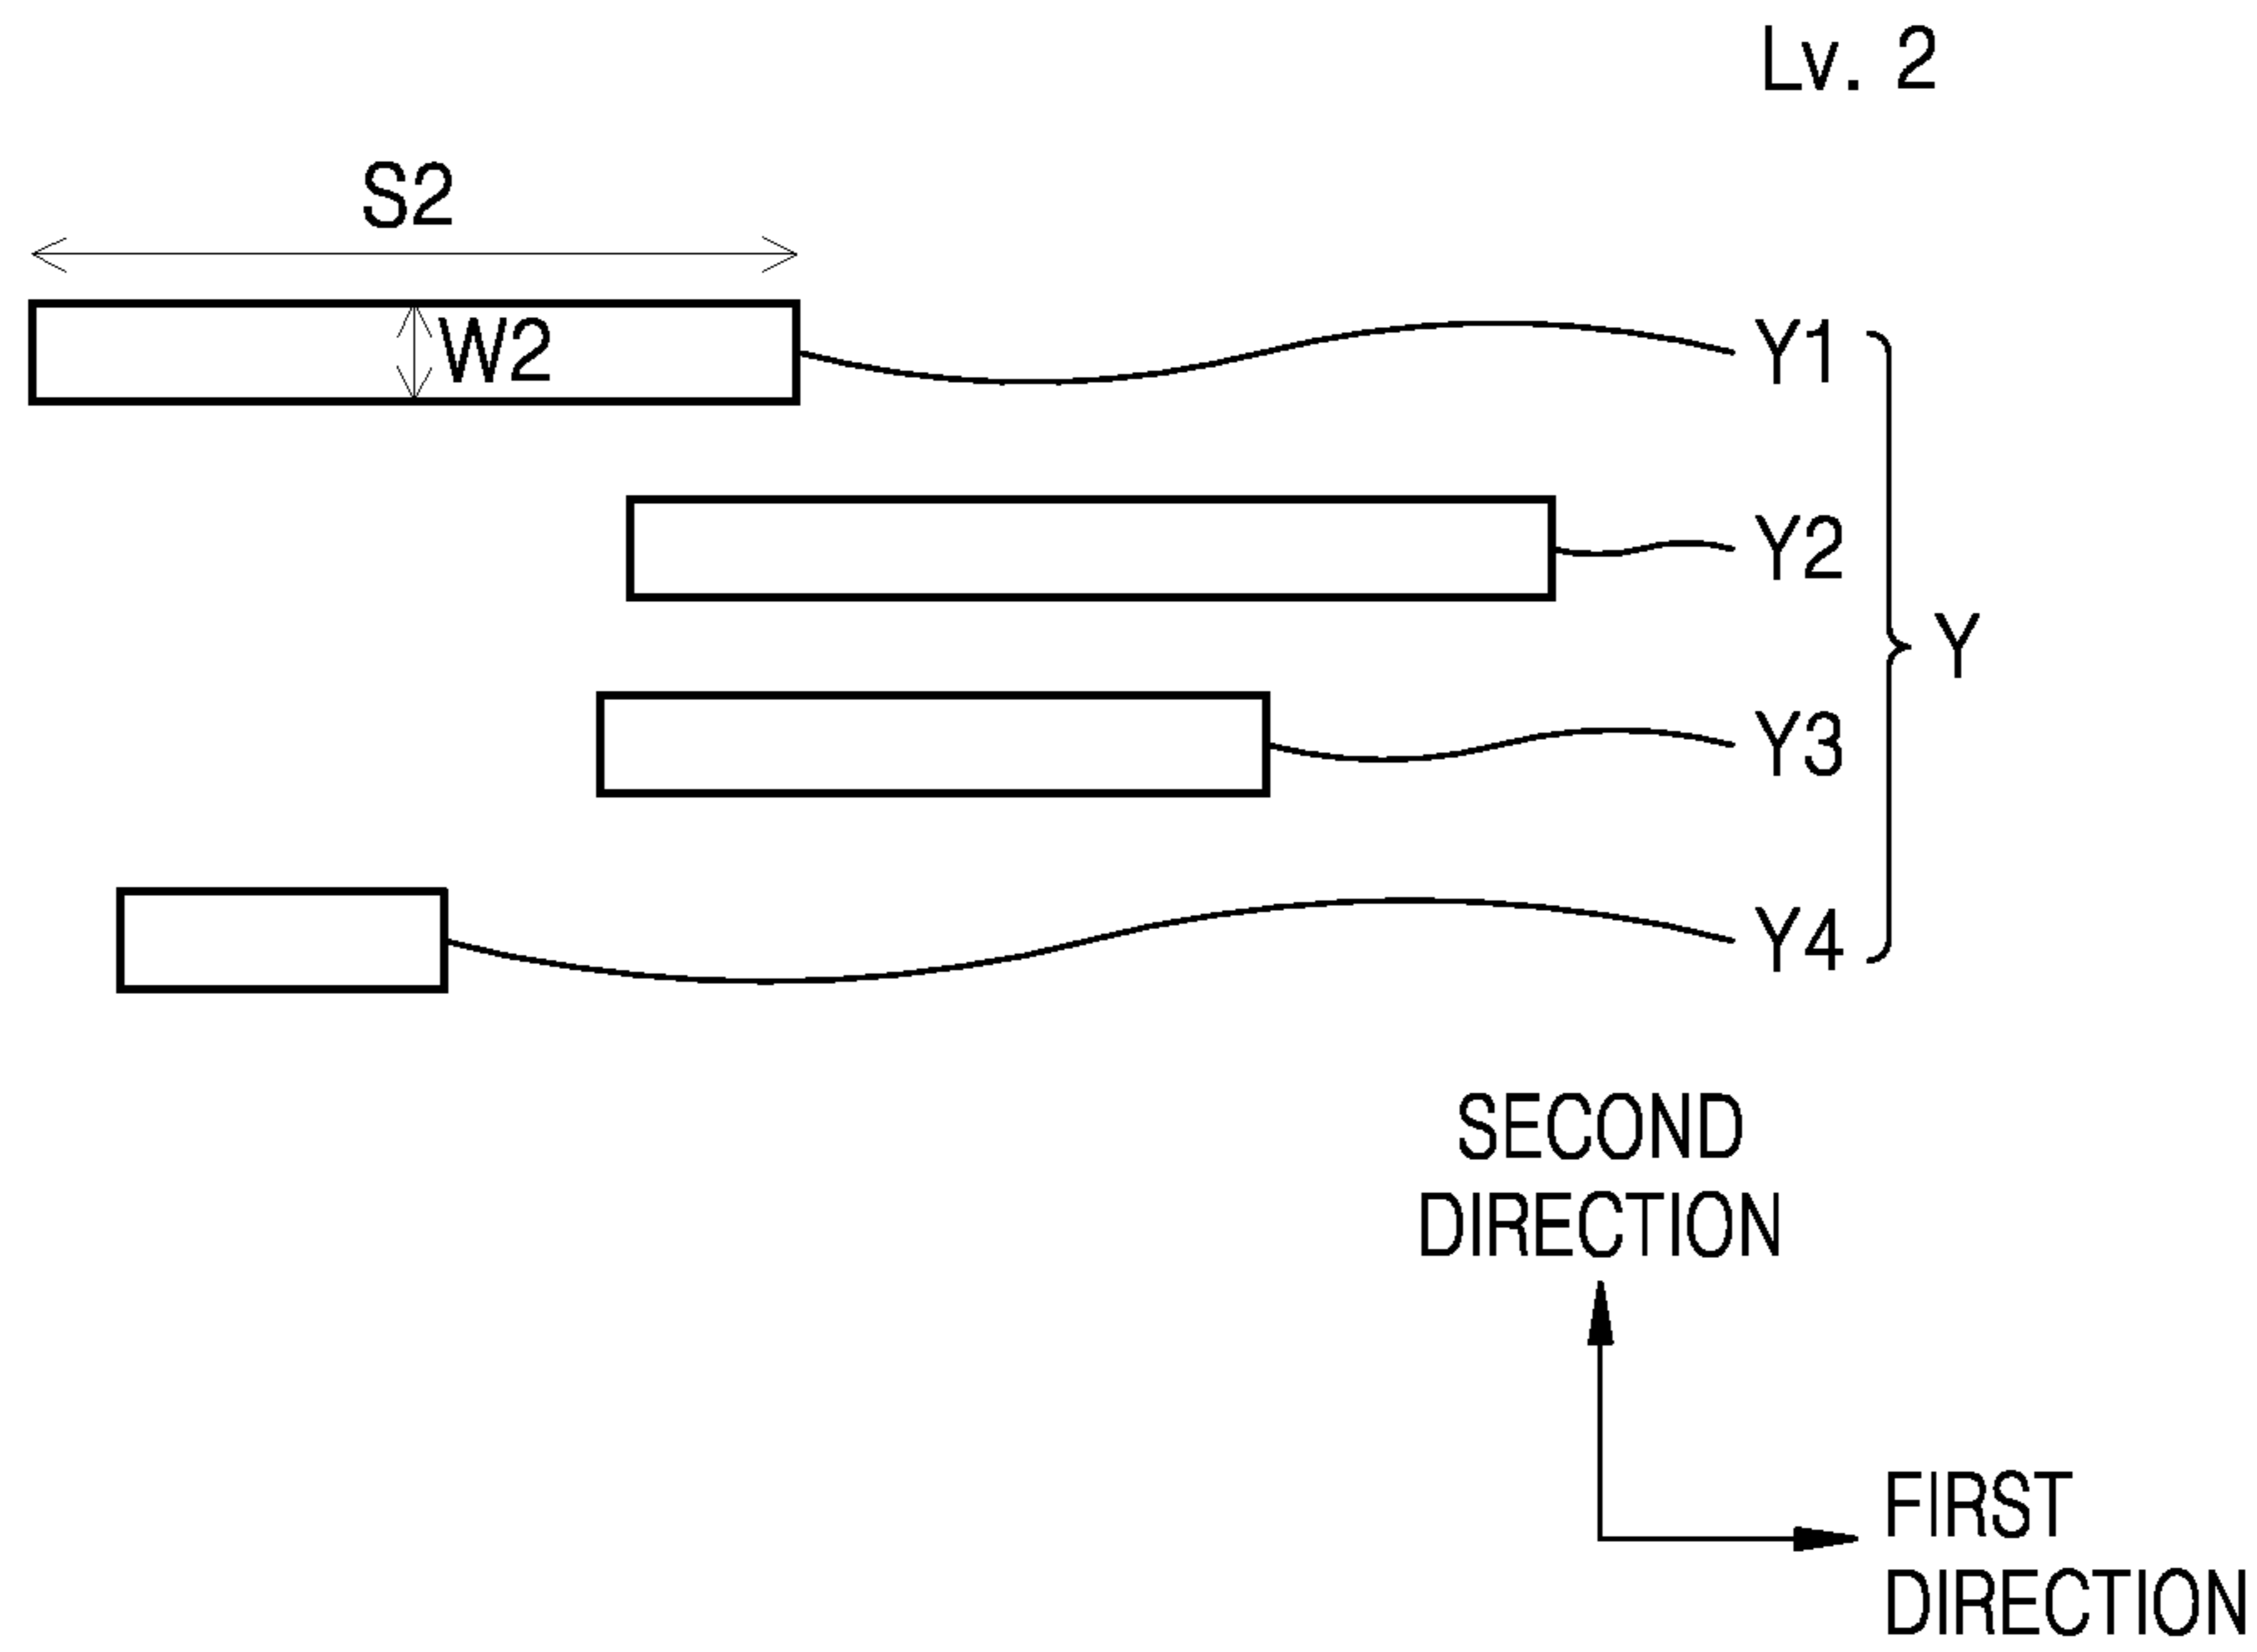 Lv. 2
S2
W2
Y1
Y2
Y
Y3
Y4
SECOND
DIRECTION
FIRST
DIRECTION